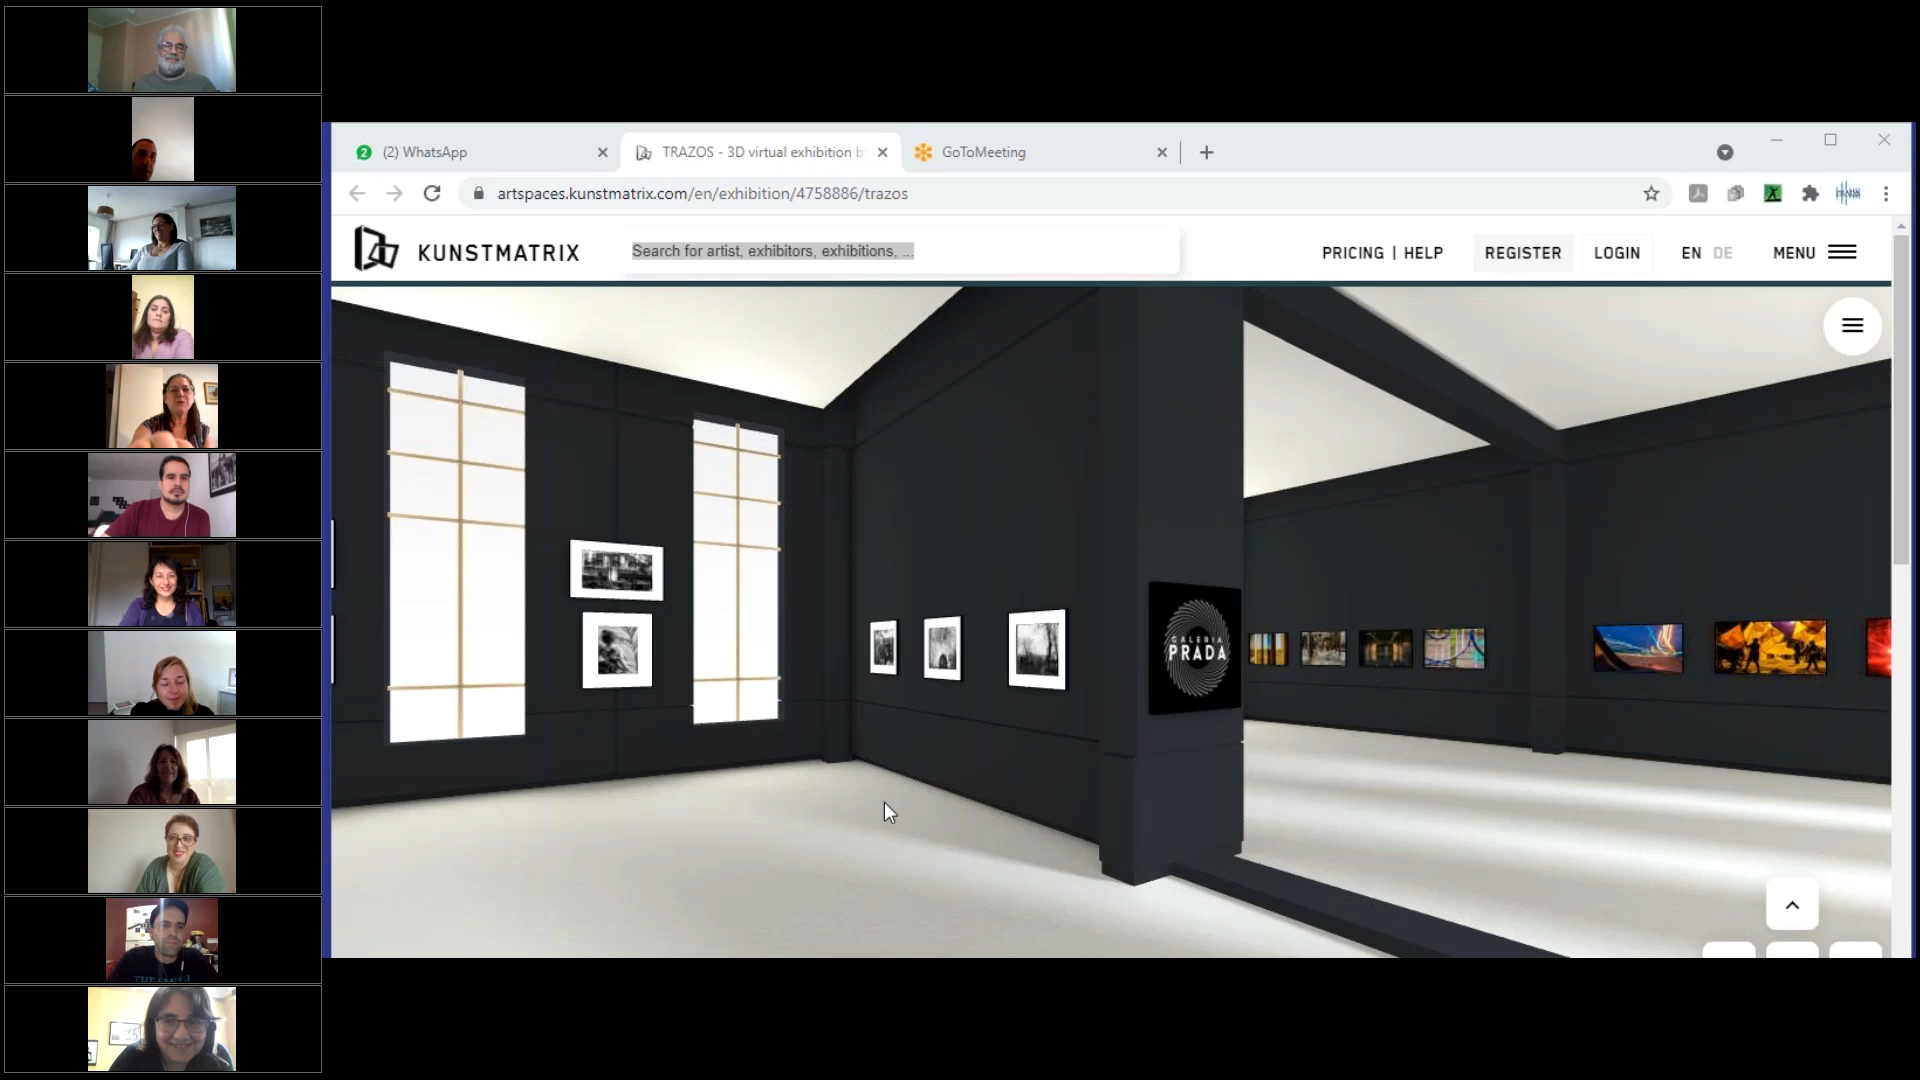 2 (2) WhatsApp
TRAZOS - 3D virtual exhibition b
GoToMeeting
artspaces.kunstmatrix.com/en/exhibition/4758886/trazos
KUNSTMATRIX
Search for artist, exhibitors, exhibitions, ...
PRICING | HELP
REGISTER
LOGIN
EN DE
MENU
GALERIA
PRADA